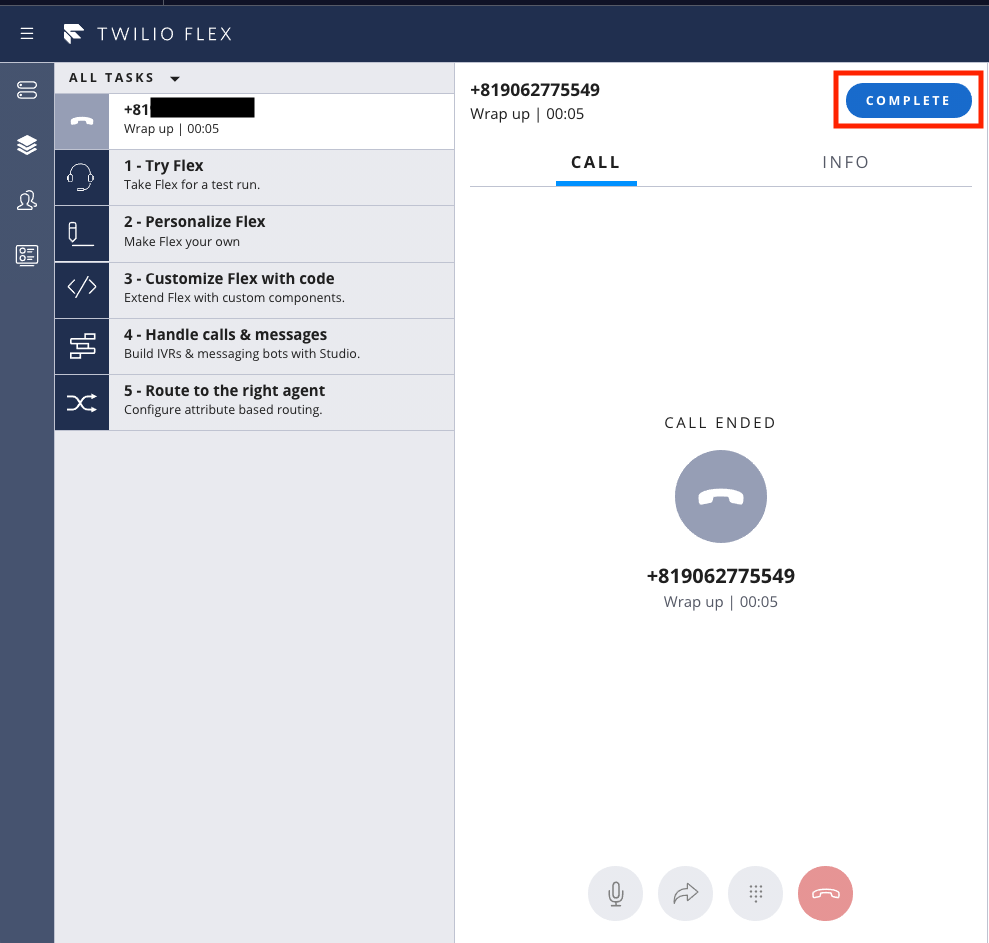 TWILIO FLEX
ALL TASKS
+81
Wrap up | 00:05
1 - Try Flex
Take Flex for a test run.
2 - Personalize Flex
Make Flex your own
3 - Customize Flex with code
Extend Flex with custom components.
4 - Handle calls & messages
Build IVRs & messaging bots with Studio.
5 - Route to the right agent
Configure attribute based routing.
+819062775549
Wrap up | 00:05
COMPLETE
CALL INFO
CALL ENDED
+819062775549
Wrap up | 00:05